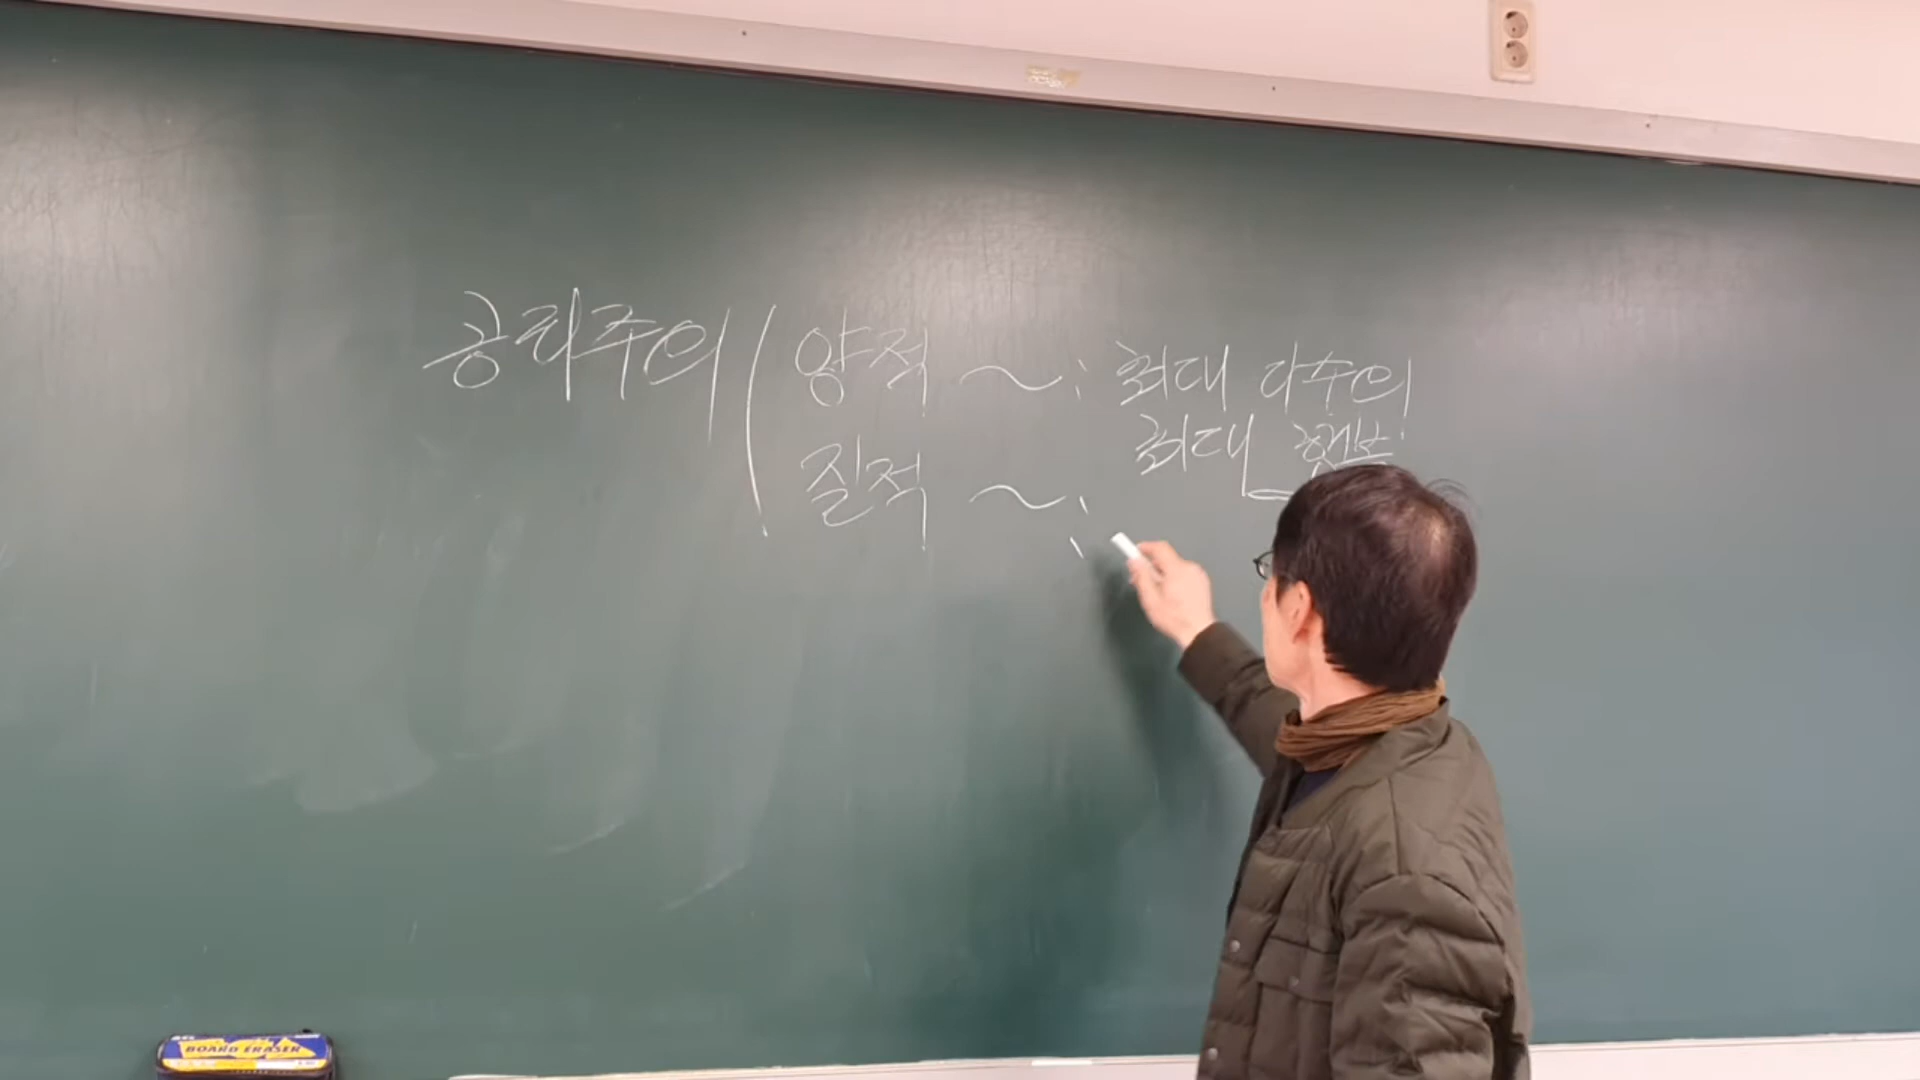 공리주의 ( 양적 ~ : 최대 다수의
최대 행복
질적 ~ :
BOARD ERASER